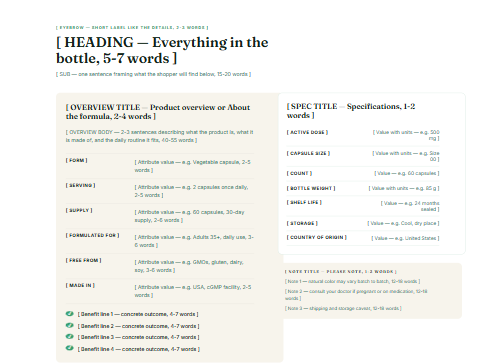 [ EYEBROW — SHORT LABEL LIKE THE DETAILS, 2-3 WORDS ]
[ HEADING — Everything in the
bottle, 5-7 words ]
[ SUB — one sentence framing what the shopper will find below, 15-20 words ]
[ OVERVIEW TITLE — Product overview or About
the formula, 2-4 words ]
[ OVERVIEW BODY — 2-3 sentences describing what the product is, what it
is made of, and the daily routine it fits, 40-55 words ]
[ FORM ]
[ Attribute value — e.g. Vegetable capsule, 2-5
words ]
[ SERVING ]
[ Attribute value — e.g. 2 capsules once daily,
2-5 words ]
[ SUPPLY ]
[ Attribute value — e.g. 60 capsules, 30-day
supply, 2-6 words ]
[ FORMULATED FOR ]
[ Attribute value — e.g. Adults 35+, daily use, 3-
6 words ]
[ FREE FROM ]
[ Attribute value — e.g. GMOs, gluten, dairy,
soy, 3-6 words ]
[ MADE IN ]
[ Attribute value — e.g. USA, cGMP facility, 2-5
words ]
[ Benefit line 1 — concrete outcome, 4-7 words ]
[ Benefit line 2 — concrete outcome, 4-7 words ]
[ Benefit line 3 — concrete outcome, 4-7 words ]
[ Benefit line 4 — concrete outcome, 4-7 words ]
[ SPEC TITLE — Specifications, 1-2
words ]
[ ACTIVE DOSE ]
[ Value with units — e.g. 500
mg ]
[ CAPSULE SIZE ]
[ Value with units — e.g. Size
00 ]
[ COUNT ]
[ Value — e.g. 60 capsules ]
[ BOTTLE WEIGHT ]
[ Value with units — e.g. 85 g ]
[ SHELF LIFE ]
[ Value — e.g. 24 months
sealed ]
[ STORAGE ]
[ Value — e.g. Cool, dry place ]
[ COUNTRY OF ORIGIN ]
[ Value — e.g. United States ]
[ NOTE TITLE — PLEASE NOTE, 1-2 WORDS ]
[ Note 1 — natural color may vary batch to batch, 12-18 words ]
[ Note 2 — consult your doctor if pregnant or on medication, 12-18
words ]
[ Note 3 — shipping and storage caveat, 12-18 words ]